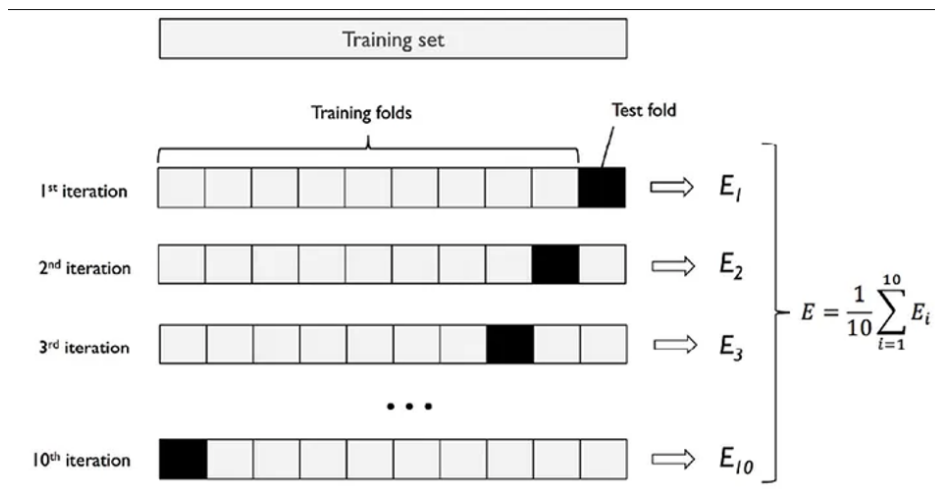 Training set
Training folds
Test fold
1st iteration
E1
2nd iteration
E2
3rd iteration
E3
E = 1/10 ∑ i=1 10 Ei
• • •
10th iteration
E10